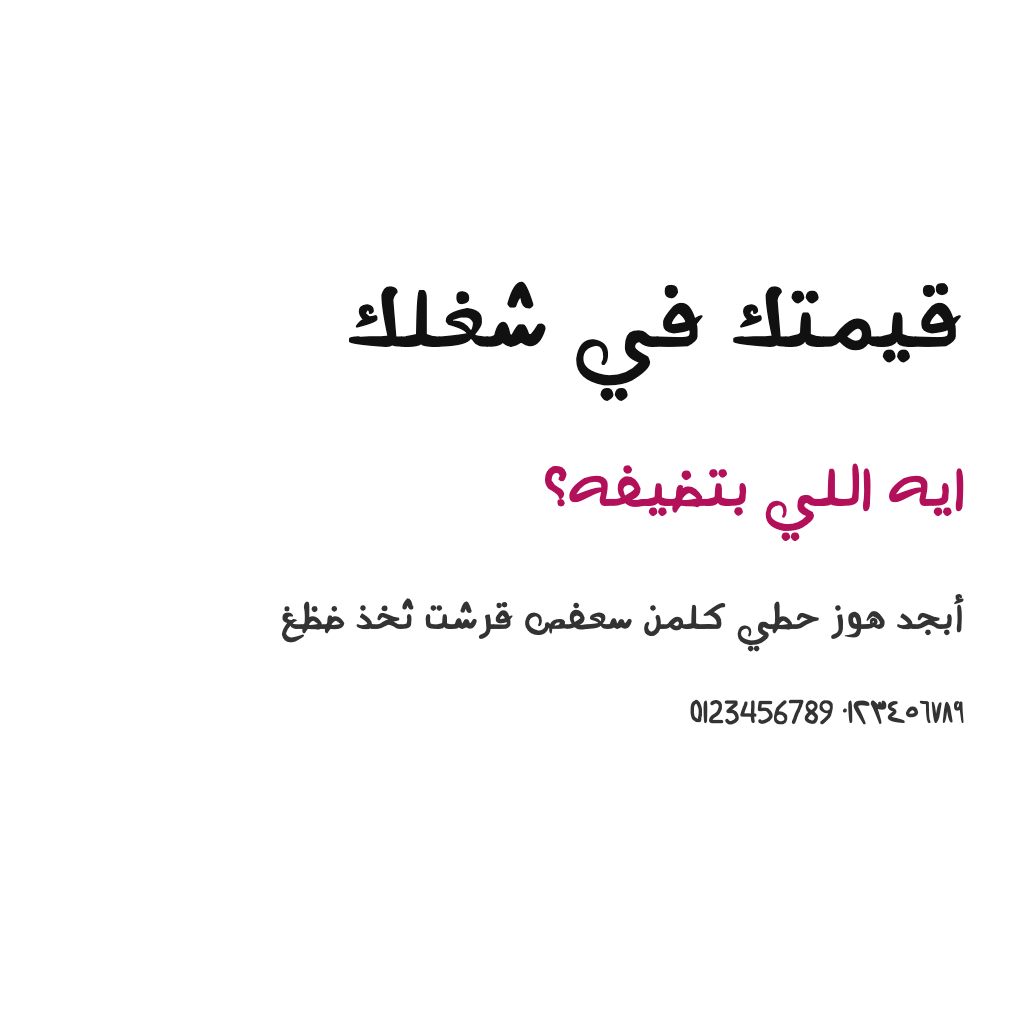 قيمتك في شغلك
ايه اللي بتضيفه؟
أبجد هوز حطي كلمن سعفص قرشت ثخذ ضظغ
٠١٢٣٤٥٦٧٨٩ 0123456789